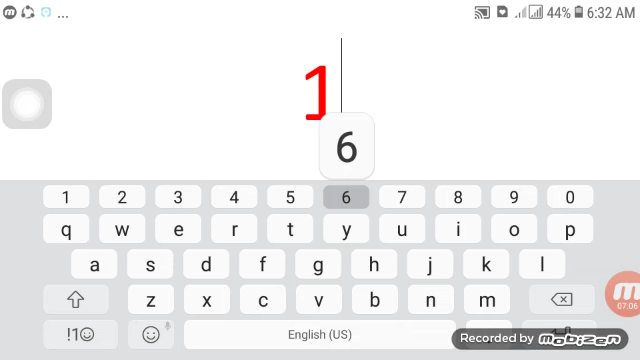 ... 44% 6:32 AM
1
6
1 2 3 4 5 6 7 8 9 0
q w e r t y u i o p
a s d f g h j k l
z x c v b n m
07:06
!1☺ English (US)
Recorded by mobizen